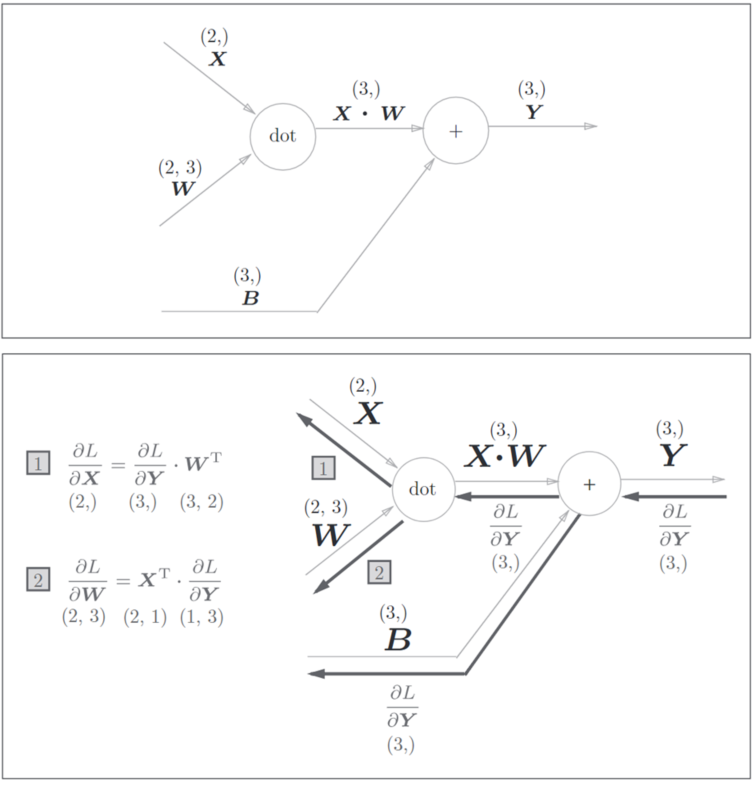 (2,)
X
dot
(3,)
X · W
+
(3,)
Y
(2, 3)
W
(3,)
B
1 ∂L/∂X = ∂L/∂Y · Wᵀ
(2,) (3,) (3, 2)
2 ∂L/∂W = Xᵀ · ∂L/∂Y
(2, 3) (2, 1) (1, 3)
(2,)
X
1
dot
(3,)
X·W
∂L/∂Y
(3,)
+
(3,)
Y
∂L/∂Y
(3,)
(2, 3)
W
2
(3,)
B
∂L/∂Y
(3,)